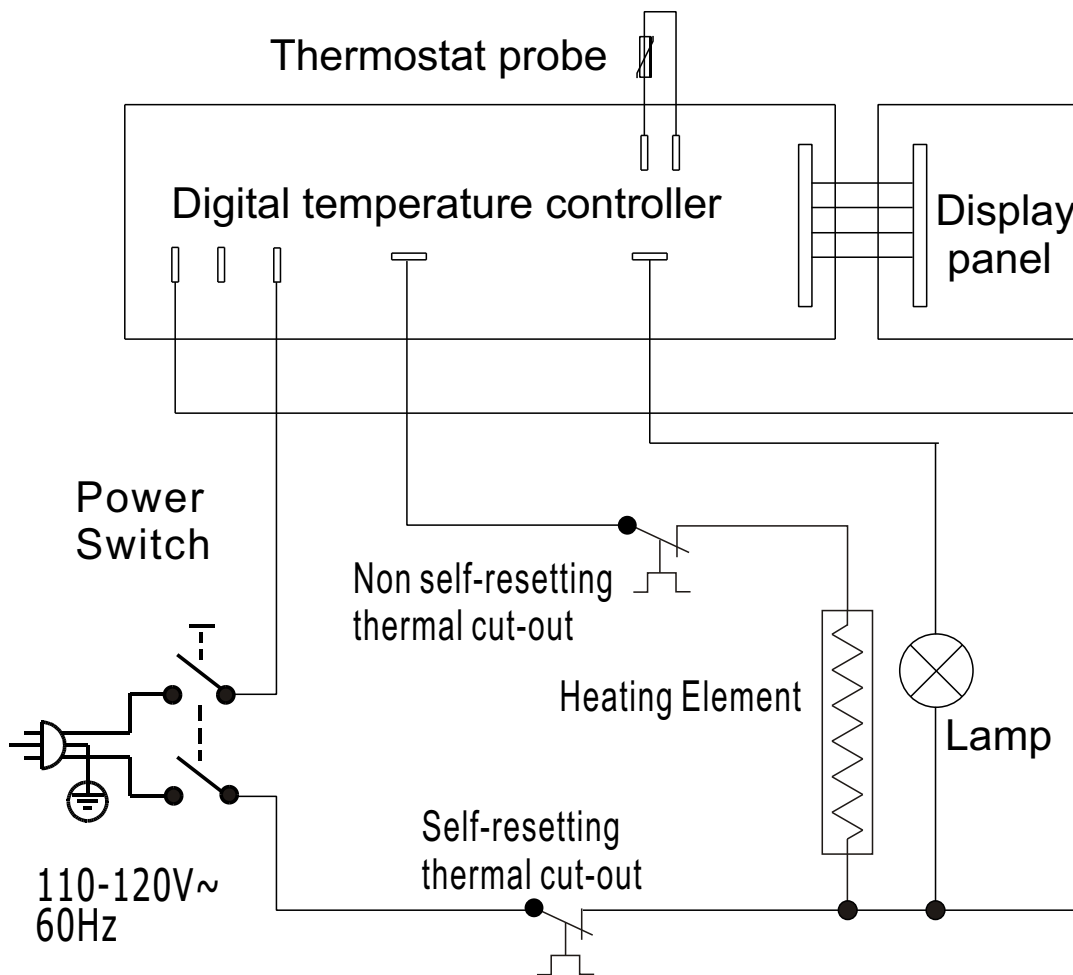 Thermostat probe
Digital temperature controller
Display
panel
Power
Switch
Non self-resetting
thermal cut-out
Heating Element
Lamp
Self-resetting
thermal cut-out
110-120V~
60Hz